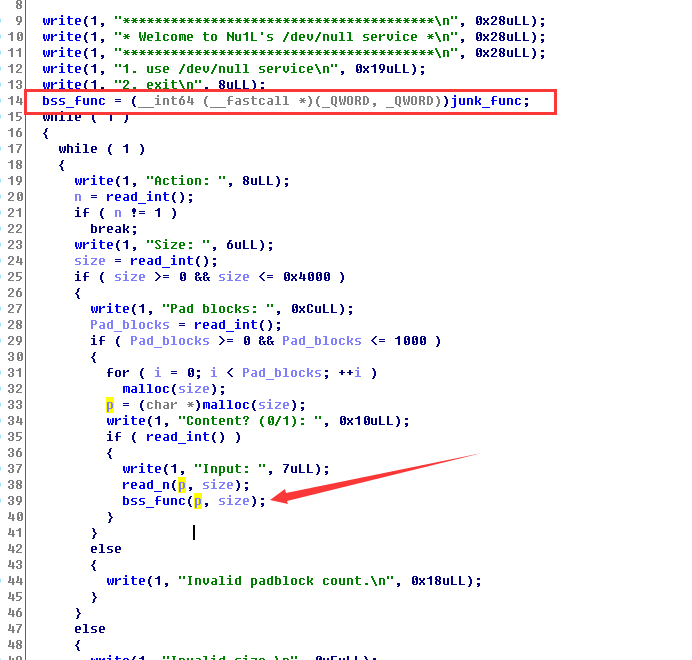 8
9 write(1, "***************************************\n", 0x28uLL);
10 write(1, "* Welcome to Nu1L's /dev/null service *\n", 0x28uLL);
11 write(1, "***************************************\n", 0x28uLL);
12 write(1, "1. use /dev/null service\n", 0x19uLL);
13 write(1, "2. exit\n", 8uLL);
14 bss_func = (__int64 (__fastcall *)(_QWORD, _QWORD))junk_func;
15 while ( 1 )
16 {
17 while ( 1 )
18 {
19 write(1, "Action: ", 8uLL);
20 n = read_int();
21 if ( n != 1 )
22 break;
23 write(1, "Size: ", 6uLL);
24 size = read_int();
25 if ( size >= 0 && size <= 0x4000 )
26 {
27 write(1, "Pad blocks: ", 0xCuLL);
28 Pad_blocks = read_int();
29 if ( Pad_blocks >= 0 && Pad_blocks <= 1000 )
30 {
31 for ( i = 0; i < Pad_blocks; ++i )
32 malloc(size);
33 p = (char *)malloc(size);
34 write(1, "Content? (0/1): ", 0x10uLL);
35 if ( read_int() )
36 {
37 write(1, "Input: ", 7uLL);
38 read_n(p, size);
39 bss_func(p, size);
40 }
41 }
42 else
43 {
44 write(1, "Invalid padblock count.\n", 0x18uLL);
45 }
46 }
47 else
48 {
write(1, "Invalid size.\n", 0xEuLL);